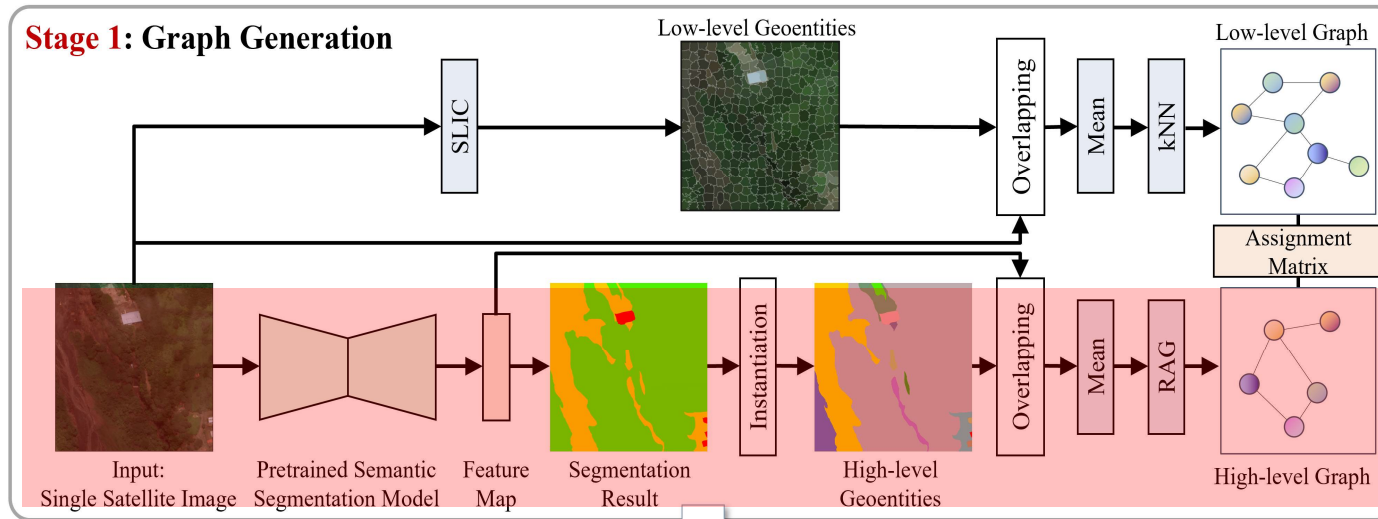 Stage 1: Graph Generation
Low-level Geoentities
Low-level Graph
SLIC
Overlapping
Mean
kNN
Assignment
Matrix
Instantiation
Overlapping
Mean
RAG
Input:
Single Satellite Image
Pretrained Semantic
Segmentation Model
Feature
Map
Segmentation
Result
High-level
Geoentities
High-level Graph